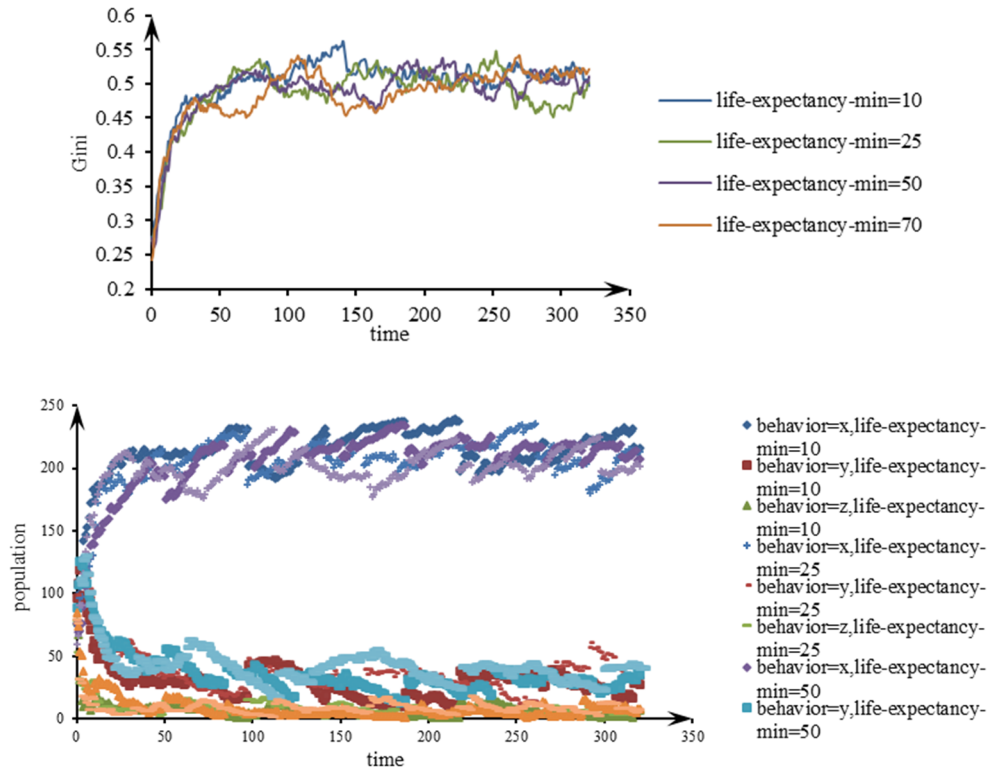 0.6
0.55
0.5
0.45
0.4
0.35
0.3
0.25
0.2
Gini
0 50 100 150 200 250 300 350
time
life-expectancy-min=10
life-expectancy-min=25
life-expectancy-min=50
life-expectancy-min=70
250
200
150
100
50
0
population
0 50 100 150 200 250 300 350
time
behavior=x,life-expectancy-
min=10
behavior=y,life-expectancy-
min=10
behavior=z,life-expectancy-
min=10
behavior=x,life-expectancy-
min=25
behavior=y,life-expectancy-
min=25
behavior=z,life-expectancy-
min=25
behavior=x,life-expectancy-
min=50
behavior=y,life-expectancy-
min=50